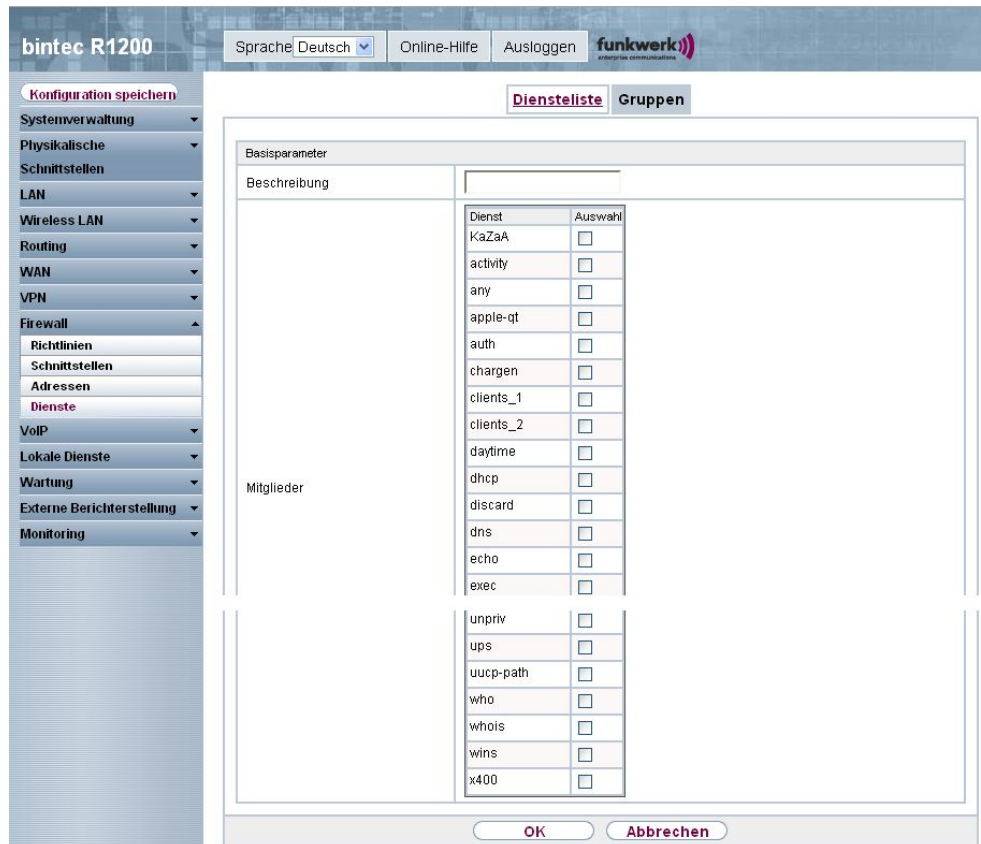 bintec R1200
Sprache Deutsch
Online-Hilfe
Ausloggen
funkwerk
enterprise communications
Konfiguration speichern
Systemverwaltung
Physikalische
Schnittstellen
LAN
Wireless LAN
Routing
WAN
VPN
Firewall
Richtlinien
Schnittstellen
Adressen
Dienste
VoIP
Lokale Dienste
Wartung
Externe Berichterstellung
Monitoring
Diensteliste
Gruppen
Basisparameter
Beschreibung
Mitglieder
Dienst Auswahl
KaZaA
activity
any
apple-qt
auth
chargen
clients_1
clients_2
daytime
dhcp
discard
dns
echo
exec
unpriv
ups
uucp-path
who
whois
wins
x400
OK
Abbrechen